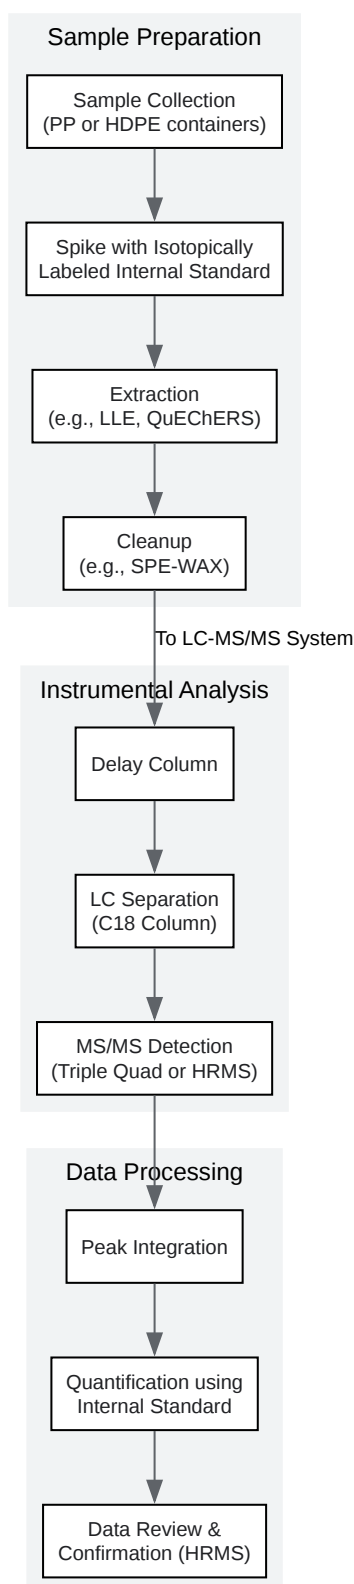 Sample Preparation
Sample Collection
(PP or HDPE containers)
Spike with Isotopically
Labeled Internal Standard
Extraction
(e.g., LLE, QuEChERS)
Cleanup
(e.g., SPE-WAX)
To LC-MS/MS System
Instrumental Analysis
Delay Column
LC Separation
(C18 Column)
MS/MS Detection
(Triple Quad or HRMS)
Data Processing
Peak Integration
Quantification using
Internal Standard
Data Review &
Confirmation (HRMS)